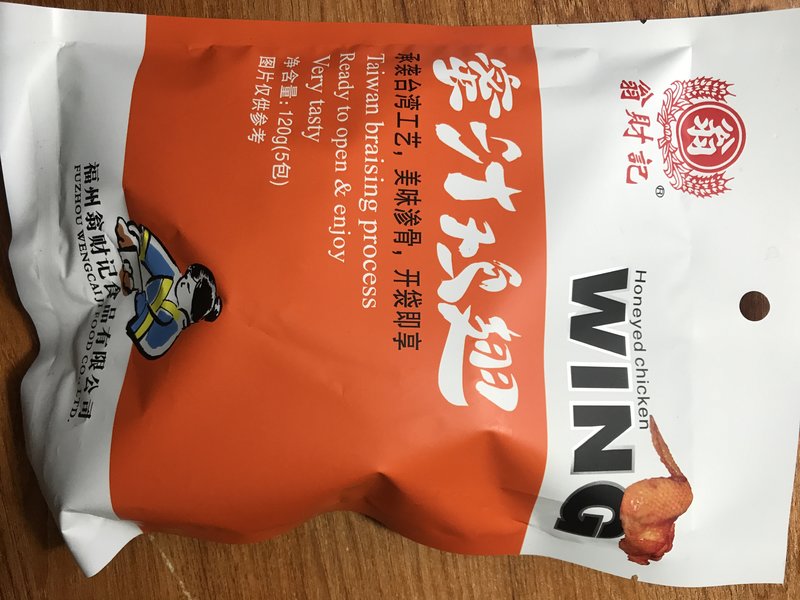 翁
翁財記®
Honeyed chicken
WING
蜜汁鸡翅
承袭台湾工艺，美味渗骨，开袋即享
Taiwan braising process
Ready to open & enjoy
Very tasty
净含量：120g(5包)
图片仅供参考
福州翁财记食品有限公司
FUZHOU WENGCAIJI FOOD CO.,LTD.